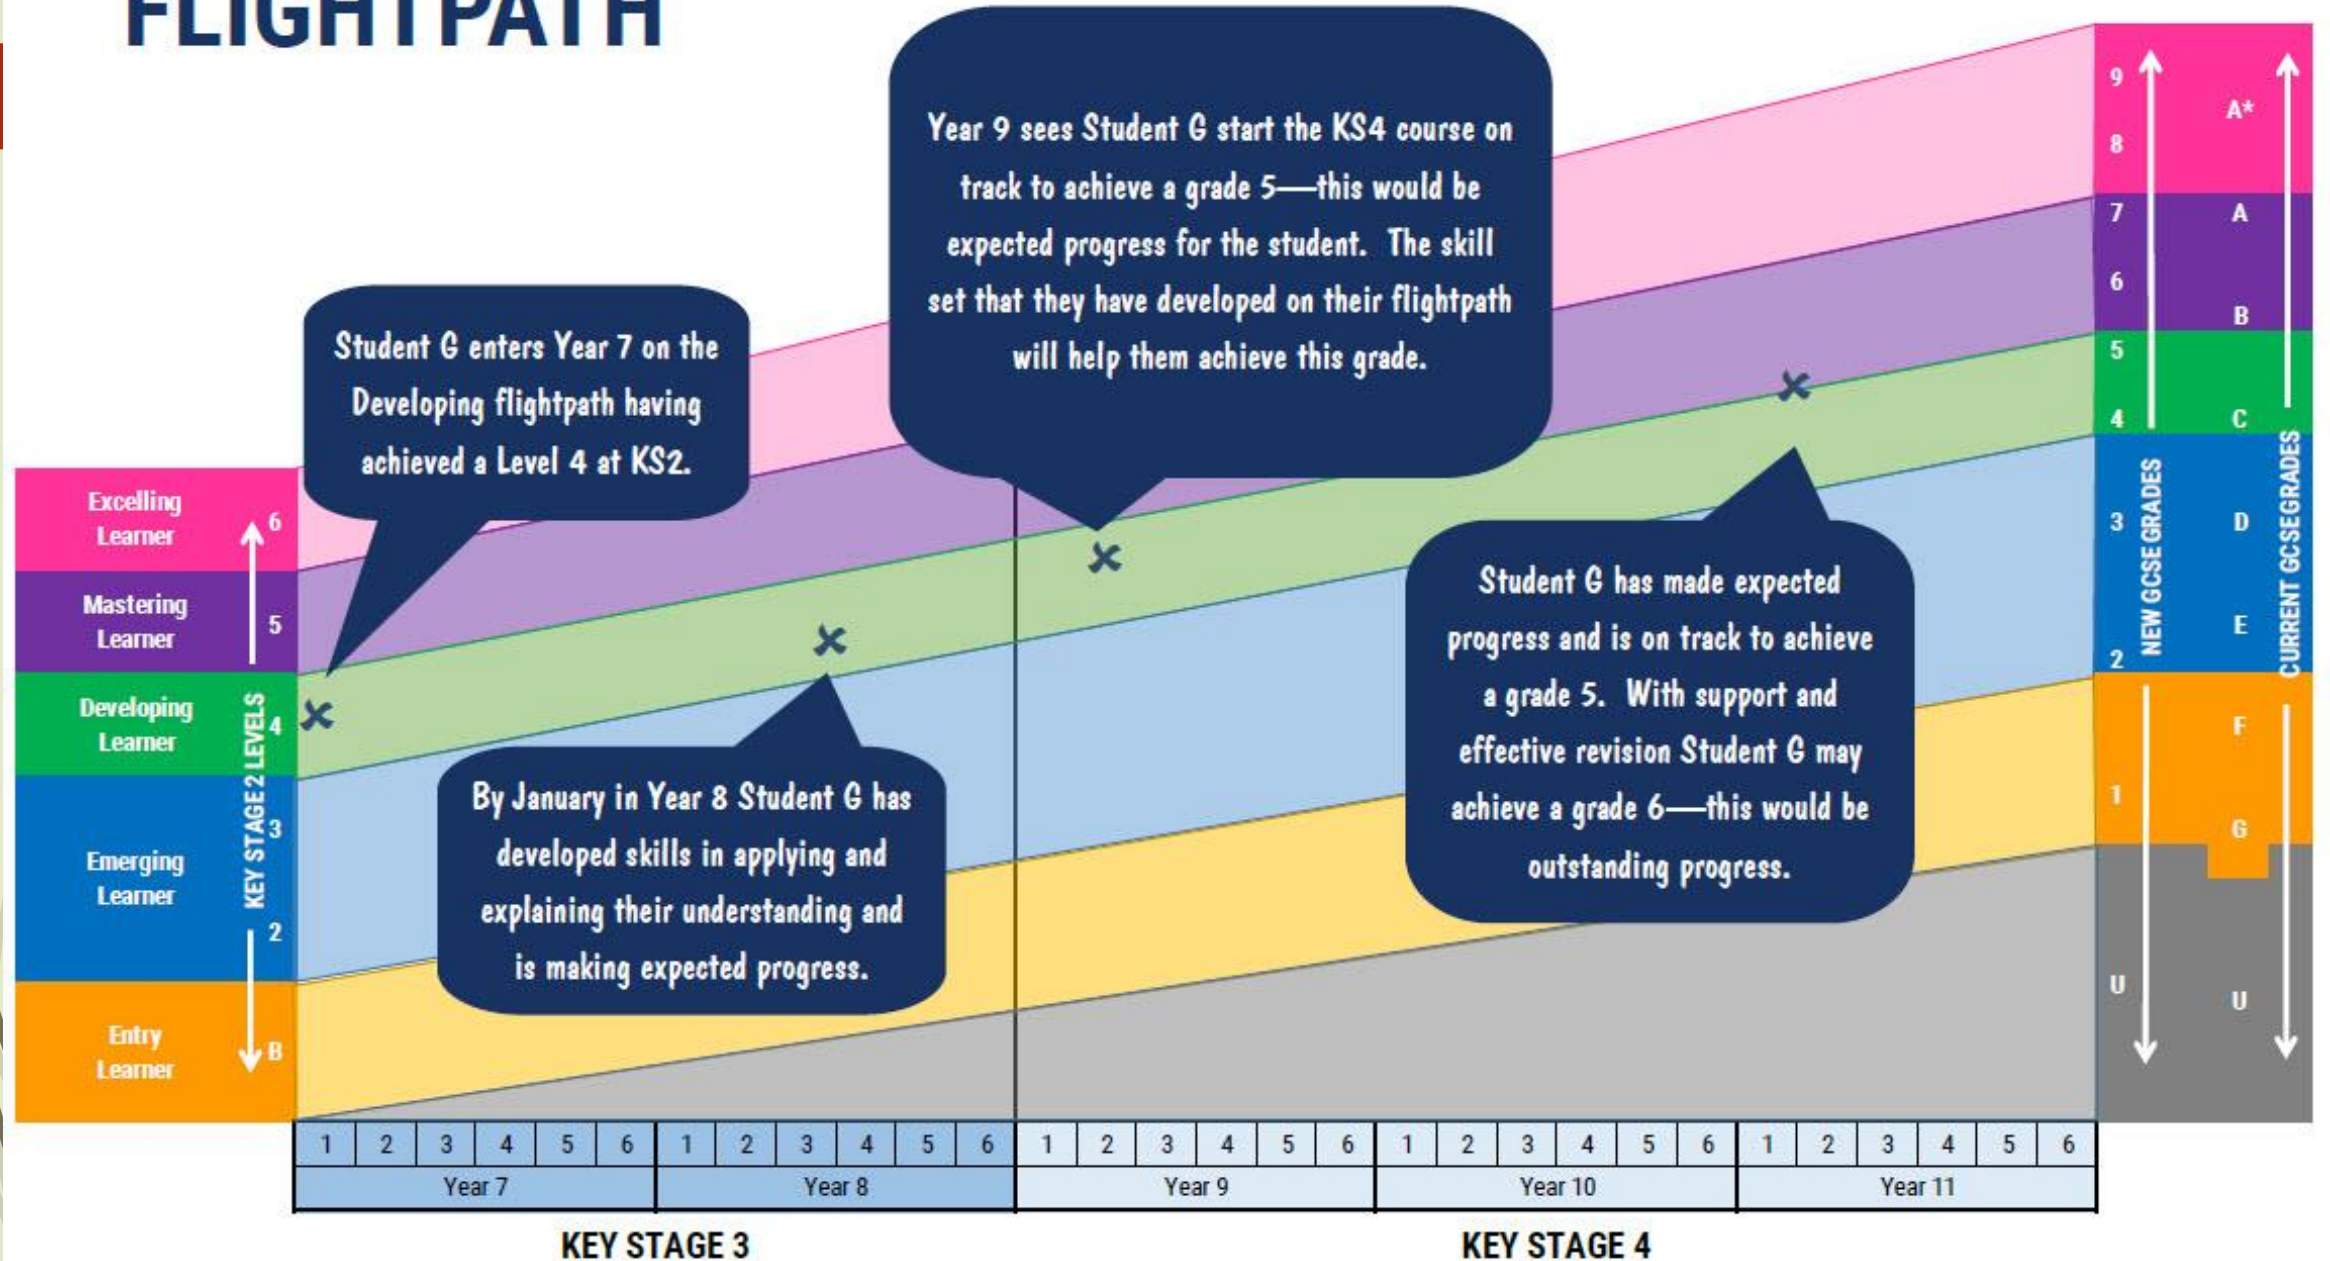 FLIGHTPATH
Year 9 sees Student G start the KS4 course on
track to achieve a grade 5—this would be
expected progress for the student. The skill
set that they have developed on their flightpath
will help them achieve this grade.
Student G enters Year 7 on the
Developing flightpath having
achieved a Level 4 at KS2.
By January in Year 8 Student G has
developed skills in applying and
explaining their understanding and
is making expected progress.
Student G has made expected
progress and is on track to achieve
a grade 5. With support and
effective revision Student G may
achieve a grade 6—this would be
outstanding progress.
Excelling
Learner
Mastering
Learner
Developing
Learner
Emerging
Learner
Entry
Learner
KEY STAGE 2 LEVELS
6
5
4
3
2
B
9
8
7
6
5
4
3
2
1
U
NEW GCSE GRADES
A*
A
B
C
D
E
F
G
U
CURRENT GCSE GRADES
1 2 3 4 5 6 1 2 3 4 5 6 1 2 3 4 5 6 1 2 3 4 5 6 1 2 3 4 5 6
Year 7 Year 8 Year 9 Year 10 Year 11
KEY STAGE 3 KEY STAGE 4